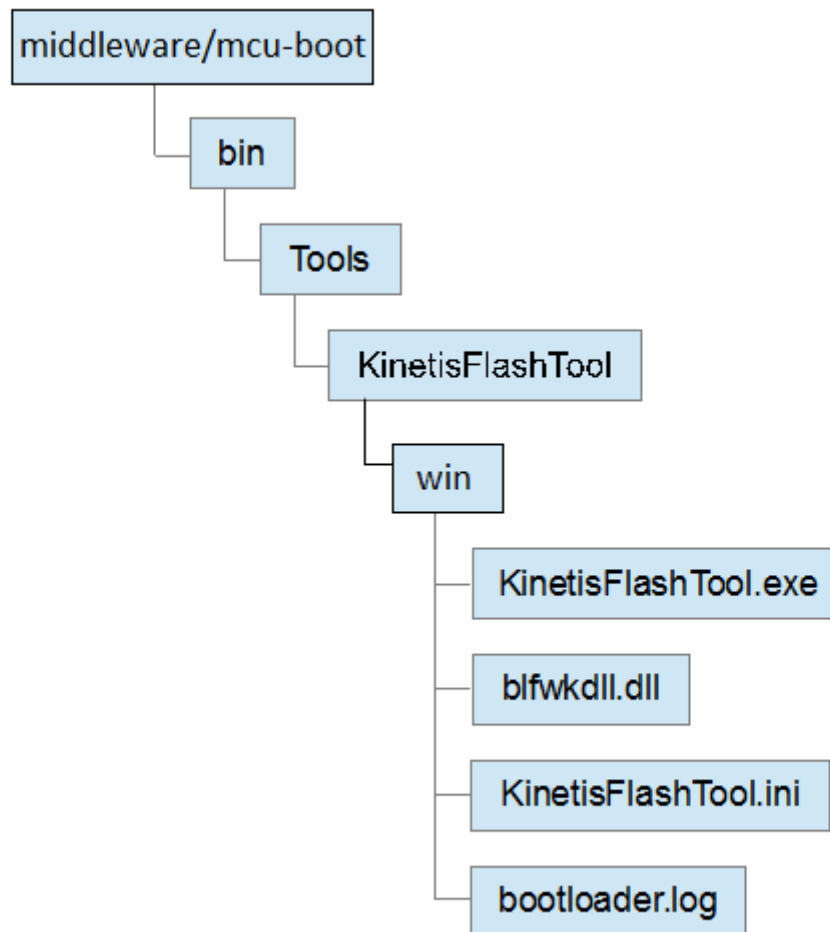 middleware/mcu-boot
bin
Tools
KinetisFlashTool
win
KinetisFlashTool.exe
blfwkdll.dll
KinetisFlashTool.ini
bootloader.log